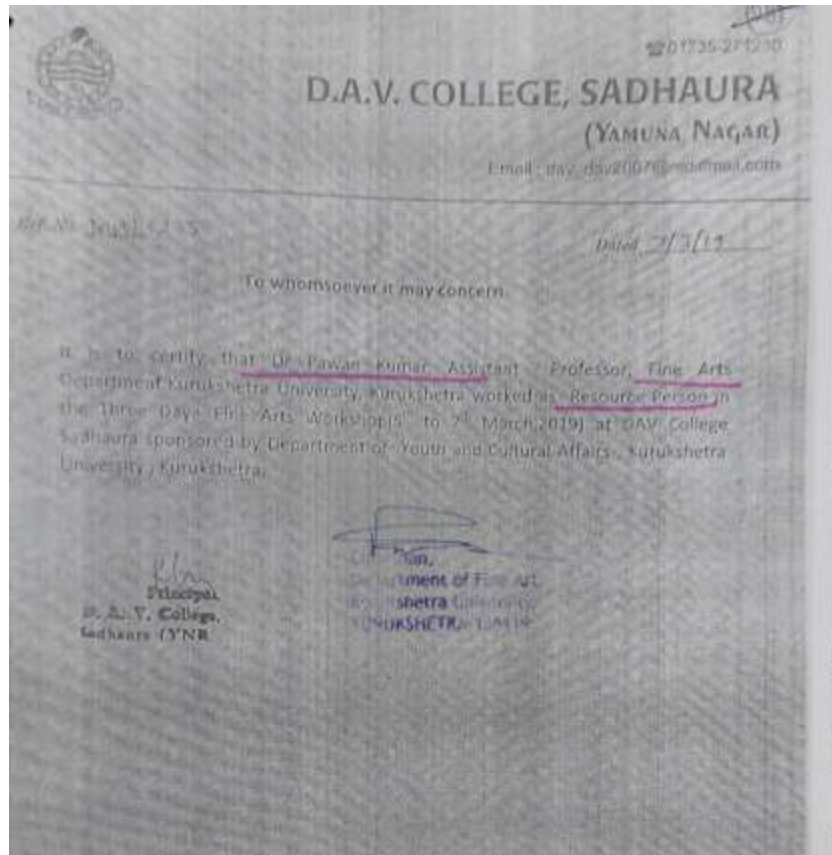 D.A.V. COLLEGE, SADHAURA
(YAMUNA NAGAR)
Email :
Dated 7/3/19
To whomsoever it may concern
It is to certify that Dr Pawan Kumar Assistant Professor, Fine Arts
Department Kurukshetra University, Kurukshetra worked as Resource Person in
the Three Days Fine Arts Workshop(5th to 7th March,2019) at DAV College
Sadhaura sponsored by Department of Youth and Cultural Affairs, Kurukshetra
University, Kurukshetra.
Principal,
D. A. V. College,
Sadhaura (YNR
Department of Fine Art
Kurukshetra University
KURUKSHETRA